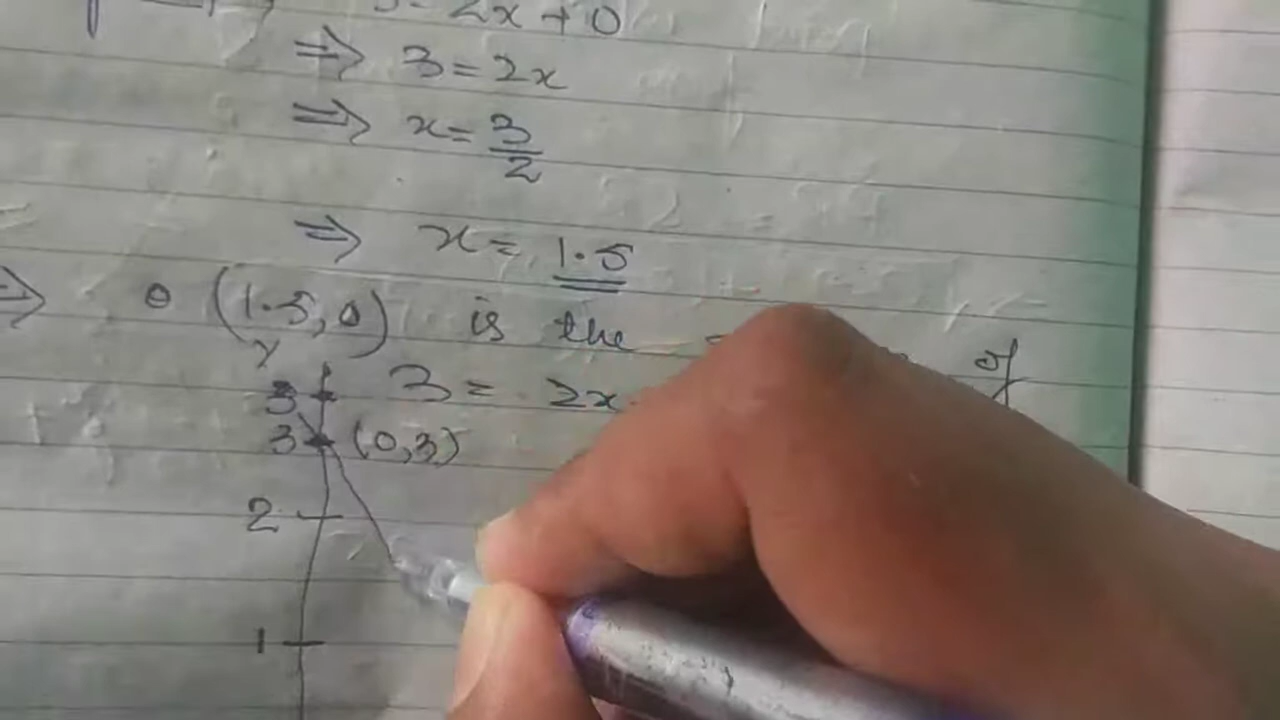 3 = 2x + 0
⇒ 3 = 2x
⇒ x = 3/2
⇒ x = 1.5
⇒ (1.5, 0) is the of
Y
3 = 2x
3 (0,3)
2
1